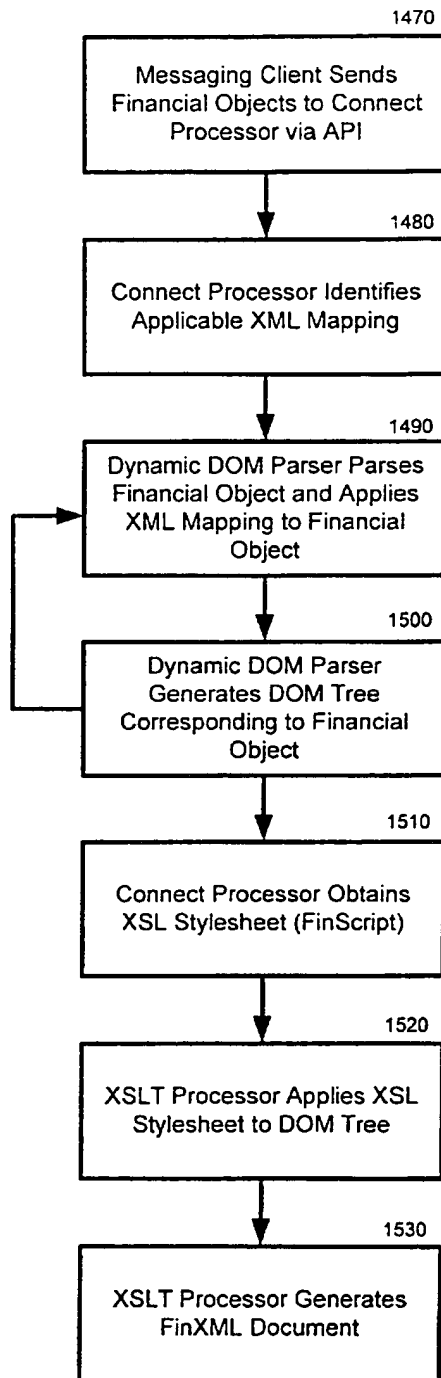 1470
Messaging Client Sends
Financial Objects to Connect
Processor via API
1480
Connect Processor Identifies
Applicable XML Mapping
1490
Dynamic DOM Parser Parses
Financial Object and Applies
XML Mapping to Financial
Object
1500
Dynamic DOM Parser
Generates DOM Tree
Corresponding to Financial
Object
1510
Connect Processor Obtains
XSL Stylesheet (FinScript)
1520
XSLT Processor Applies XSL
Stylesheet to DOM Tree
1530
XSLT Processor Generates
FinXML Document